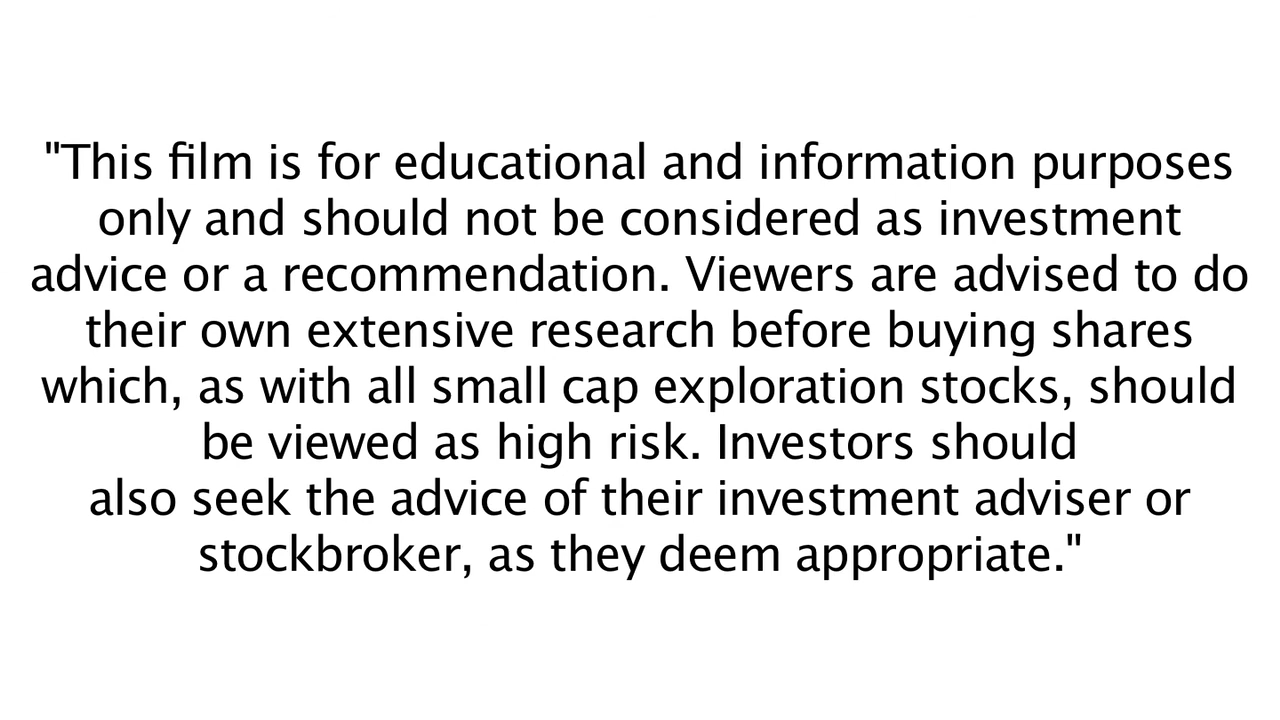 "This film is for educational and information purposes
only and should not be considered as investment
advice or a recommendation. Viewers are advised to do
their own extensive research before buying shares
which, as with all small cap exploration stocks, should
be viewed as high risk. Investors should
also seek the advice of their investment adviser or
stockbroker, as they deem appropriate."